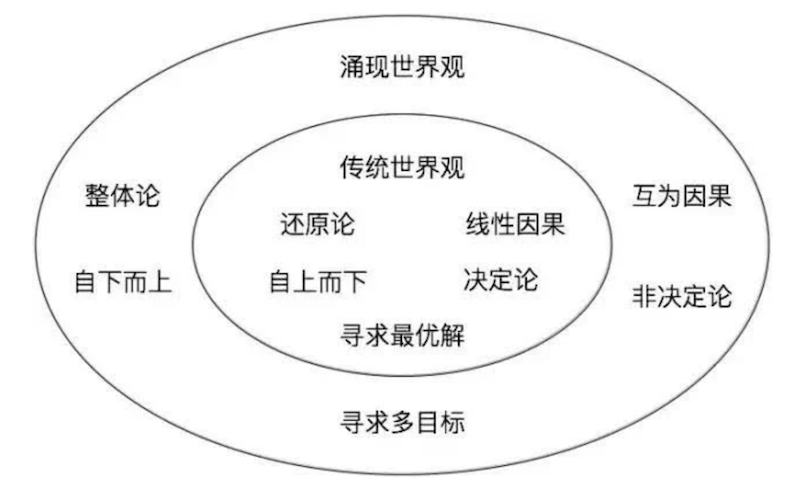 涌现世界观
传统世界观
整体论
互为因果
还原论
线性因果
自下而上
自上而下
决定论
非决定论
寻求最优解
寻求多目标